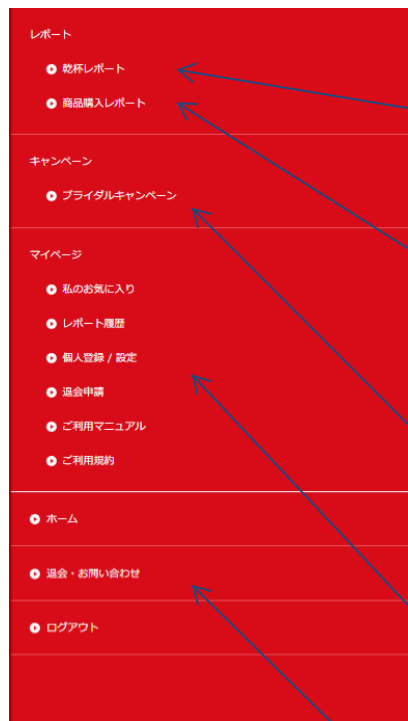 レポート
乾杯レポート
商品購入レポート
キャンペーン
ブライダルキャンペーン
マイページ
私のお気に入り
レポート履歴
個人登録 / 設定
退会申請
ご利用マニュアル
ご利用規約
ホーム
退会・お問い合わせ
ログアウト